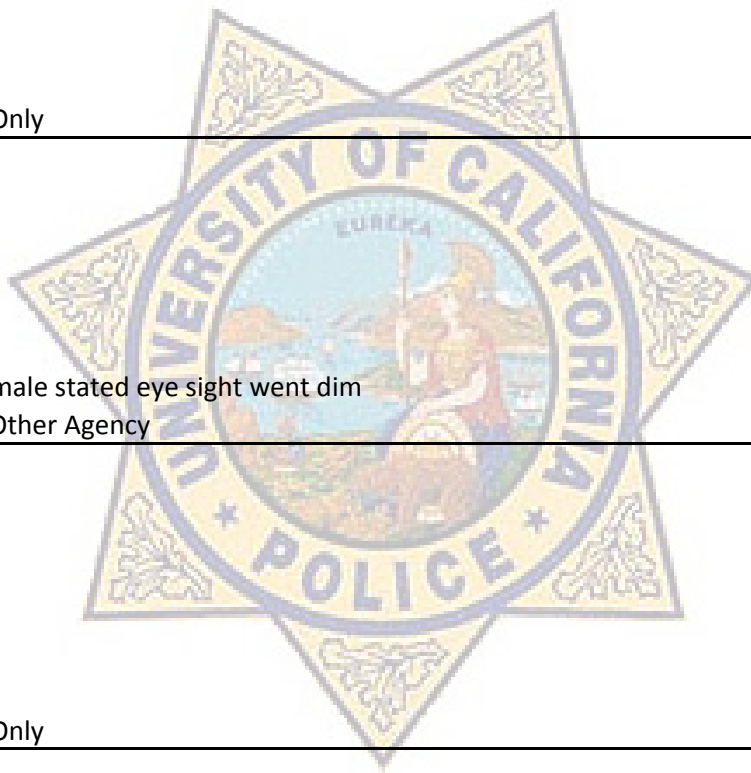 Only
UNIVERSITY OF CALIFORNIA
EUREKA
male stated eye sight went dim
Other Agency
POLICE
Only